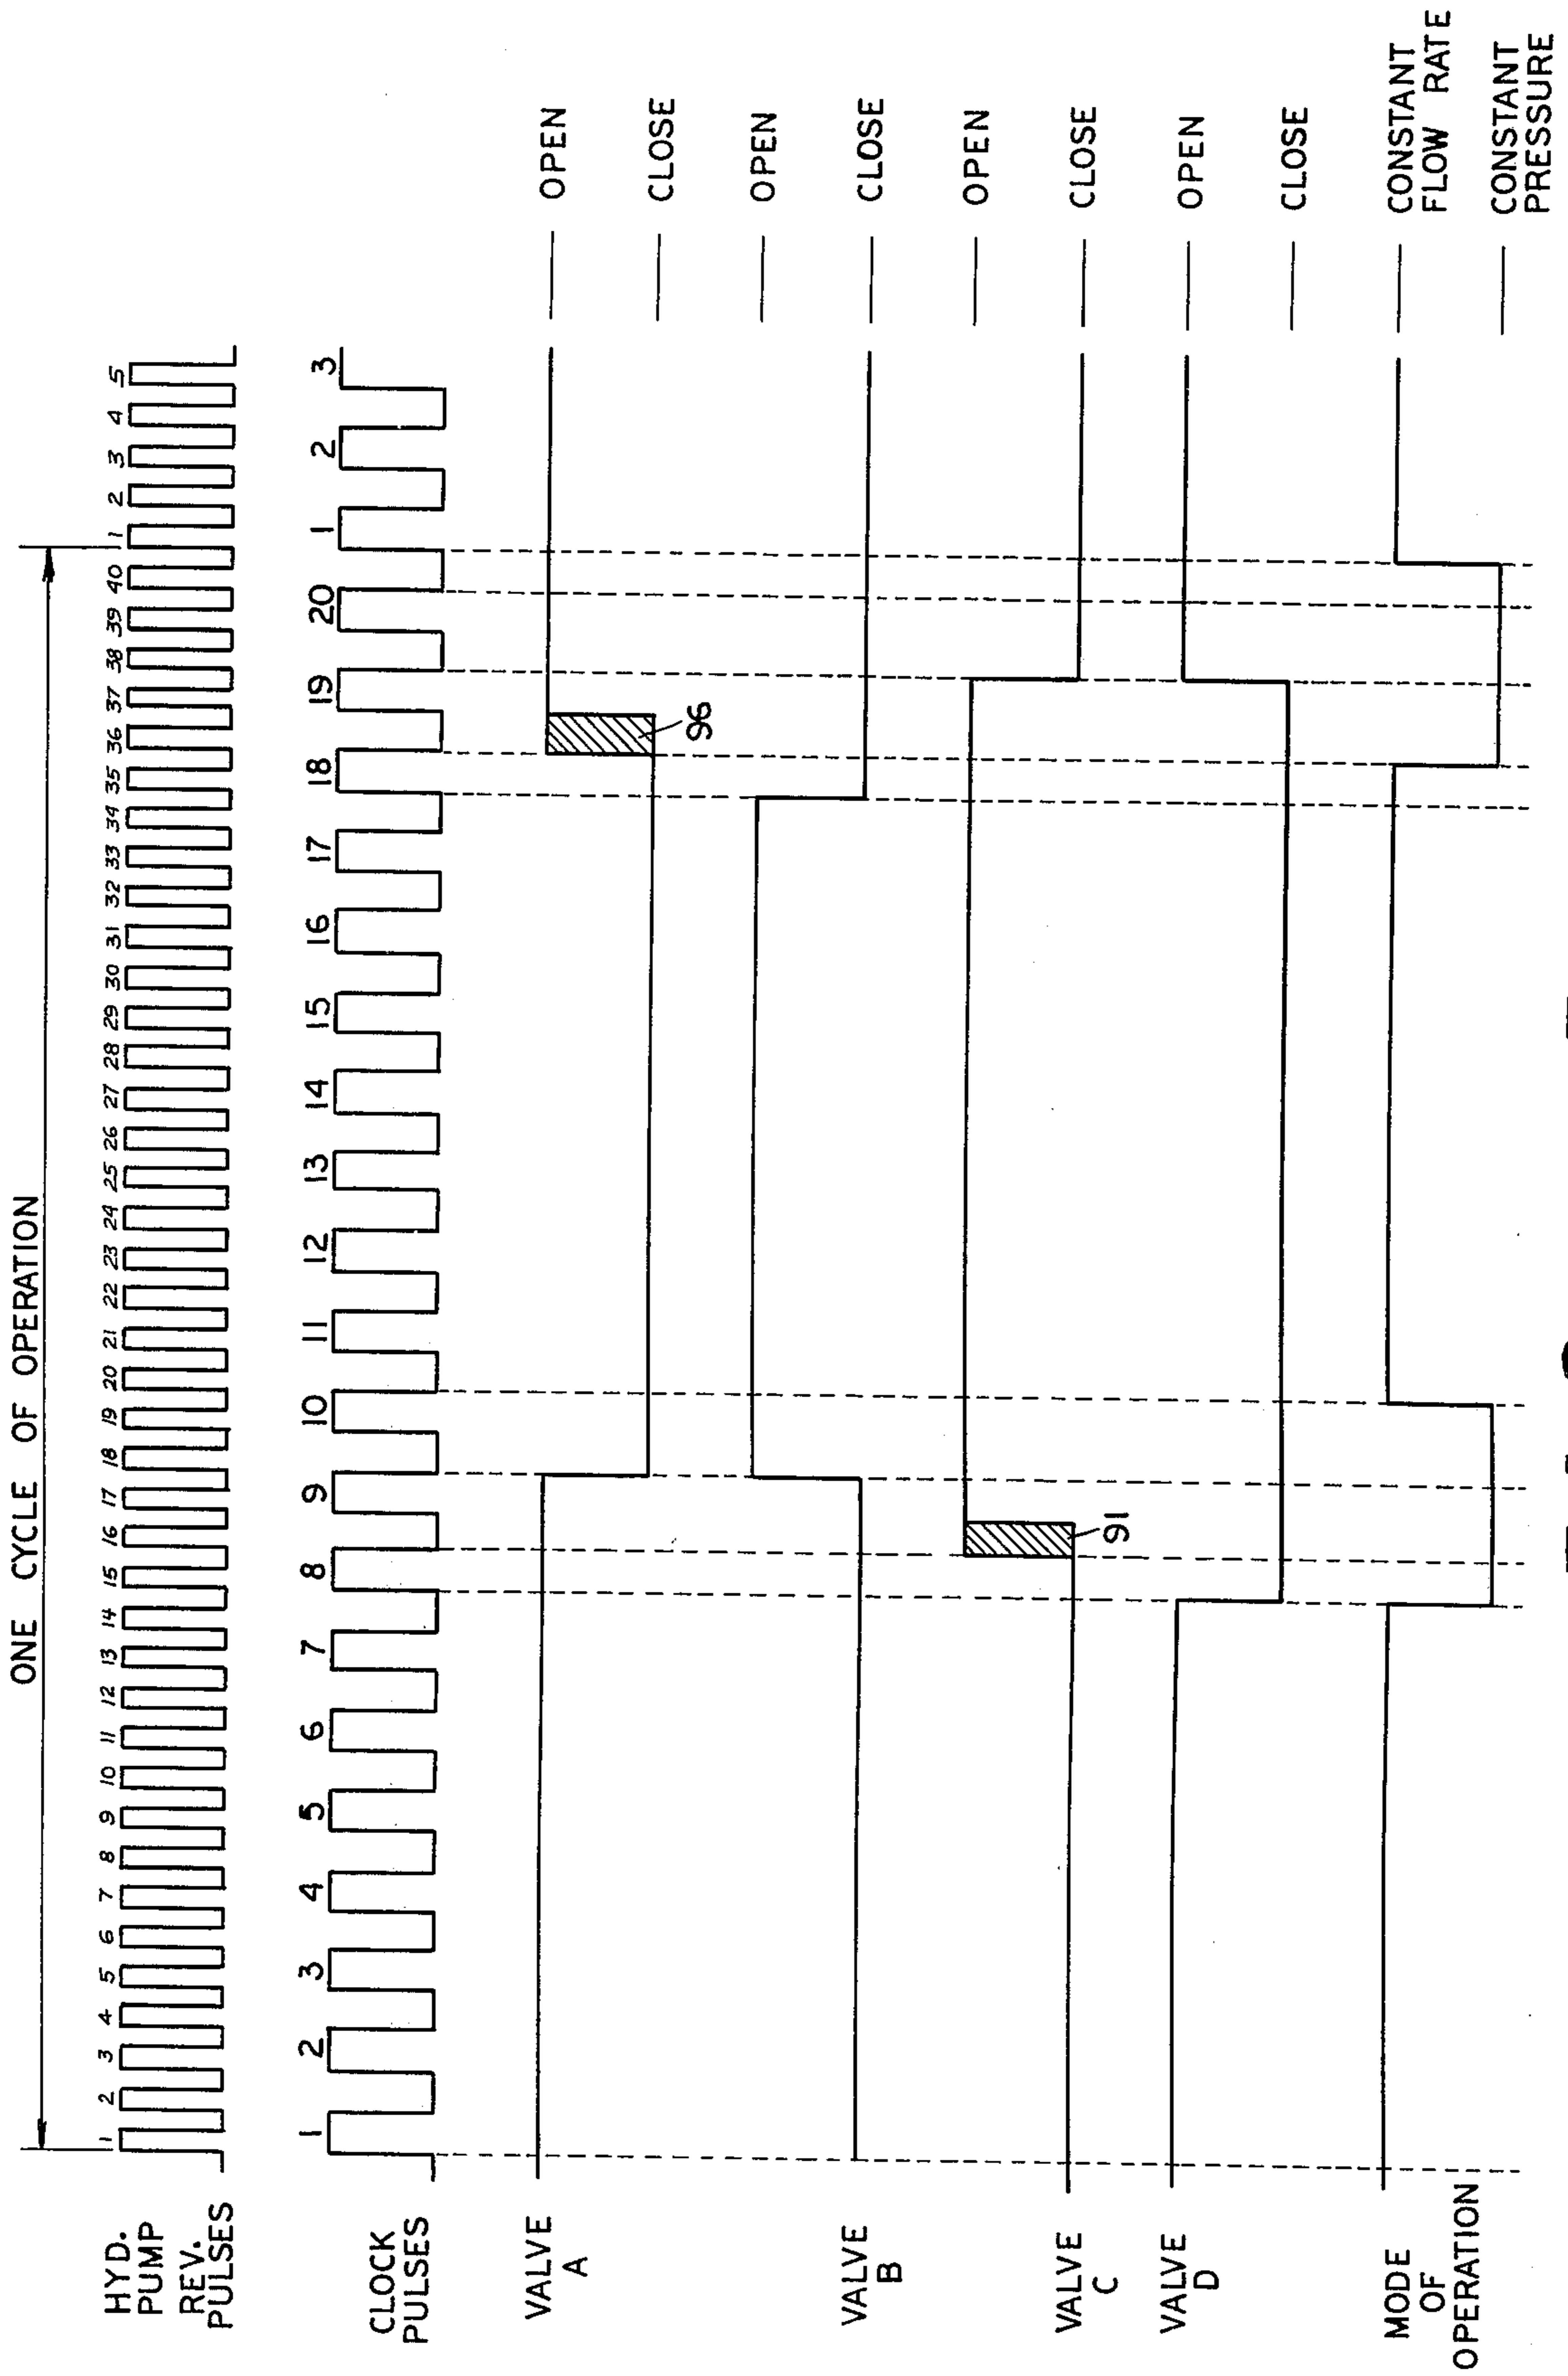 ONE CYCLE OF OPERATION
HYD.
PUMP
REV.
PULSES
1 2 3 4 5 6 7 8 9 10 11 12 13 14 15 16 17 18 19 20 21 22 23 24 25 26 27 28 29 30 31 32 33 34 35 36 37 38 39 40 1 2 3 4 5
CLOCK
PULSES
1 2 3 4 5 6 7 8 9 10 11 12 13 14 15 16 17 18 19 20 1 2 3
VALVE
A
OPEN
CLOSE
96
VALVE
B
OPEN
CLOSE
VALVE
C
OPEN
CLOSE
91
VALVE
D
OPEN
CLOSE
MODE
OF
OPERATION
CONSTANT
FLOW RATE
CONSTANT
PRESSURE